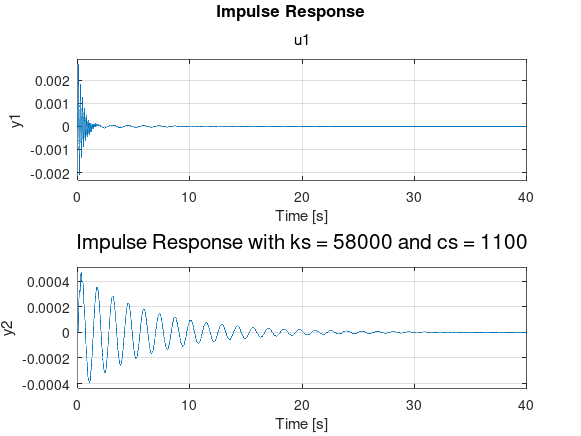 Impulse Response
u1
0.002
0.001
0
-0.001
-0.002
y1
0 10 20 30 40
Time [s]
Impulse Response with ks = 58000 and cs = 1100
0.0004
0.0002
0
-0.0002
-0.0004
y2
0 10 20 30 40
Time [s]